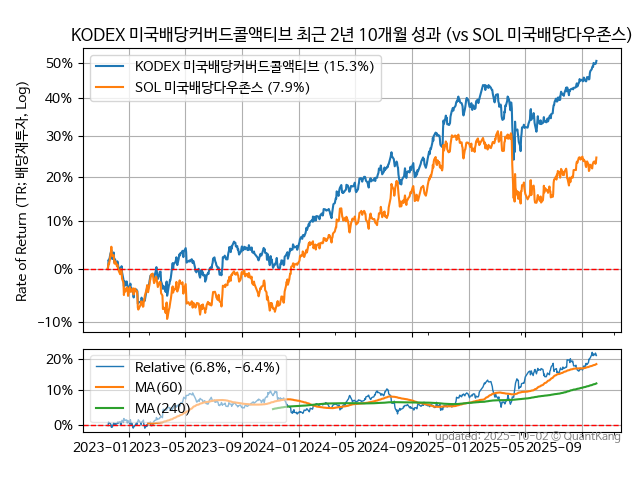 KODEX 미국배당커버드콜액티브 최근 2년 10개월 성과 (vs SOL 미국배당다우존스)
Rate of Return (TR: 배당재투자, Log)
50%
40%
30%
20%
10%
0%
−10%
KODEX 미국배당커버드콜액티브 (15.3%)
SOL 미국배당다우존스 (7.9%)
20%
10%
0%
Relative (6.8%, −6.4%)
MA(60)
MA(240)
2023−01 2023−05 2023−09 2024−01 2024−05 2024−09 2025−01 2025−05 2025−09
updated: 2025−10−02 © QuantKang